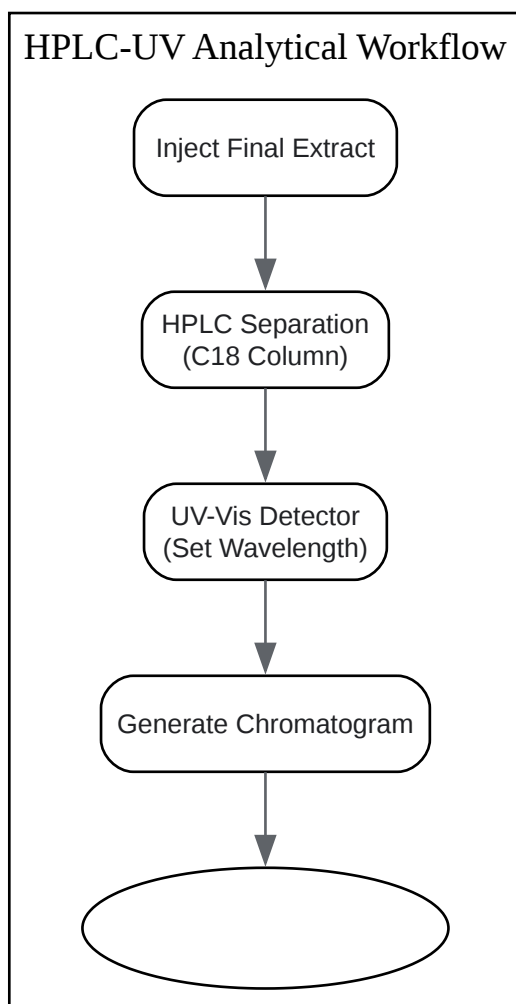 HPLC-UV Analytical Workflow
Inject Final Extract
HPLC Separation
(C18 Column)
UV-Vis Detector
(Set Wavelength)
Generate Chromatogram